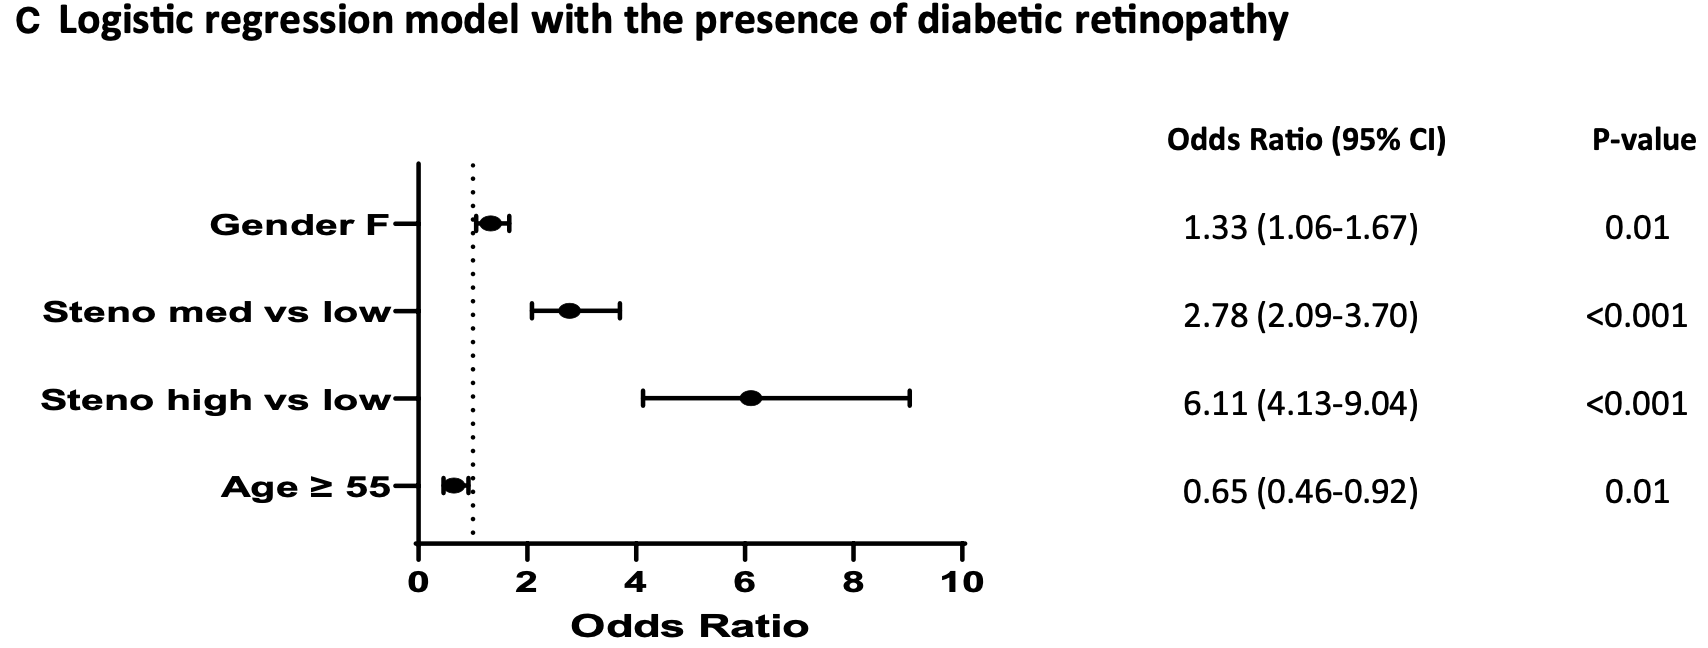 C Logistic regression model with the presence of diabetic retinopathy
Odds Ratio (95% CI) P-value
Gender F 1.33 (1.06-1.67) 0.01
Steno med vs low 2.78 (2.09-3.70) <0.001
Steno high vs low 6.11 (4.13-9.04) <0.001
Age ≥ 55 0.65 (0.46-0.92) 0.01
0 2 4 6 8 10
Odds Ratio